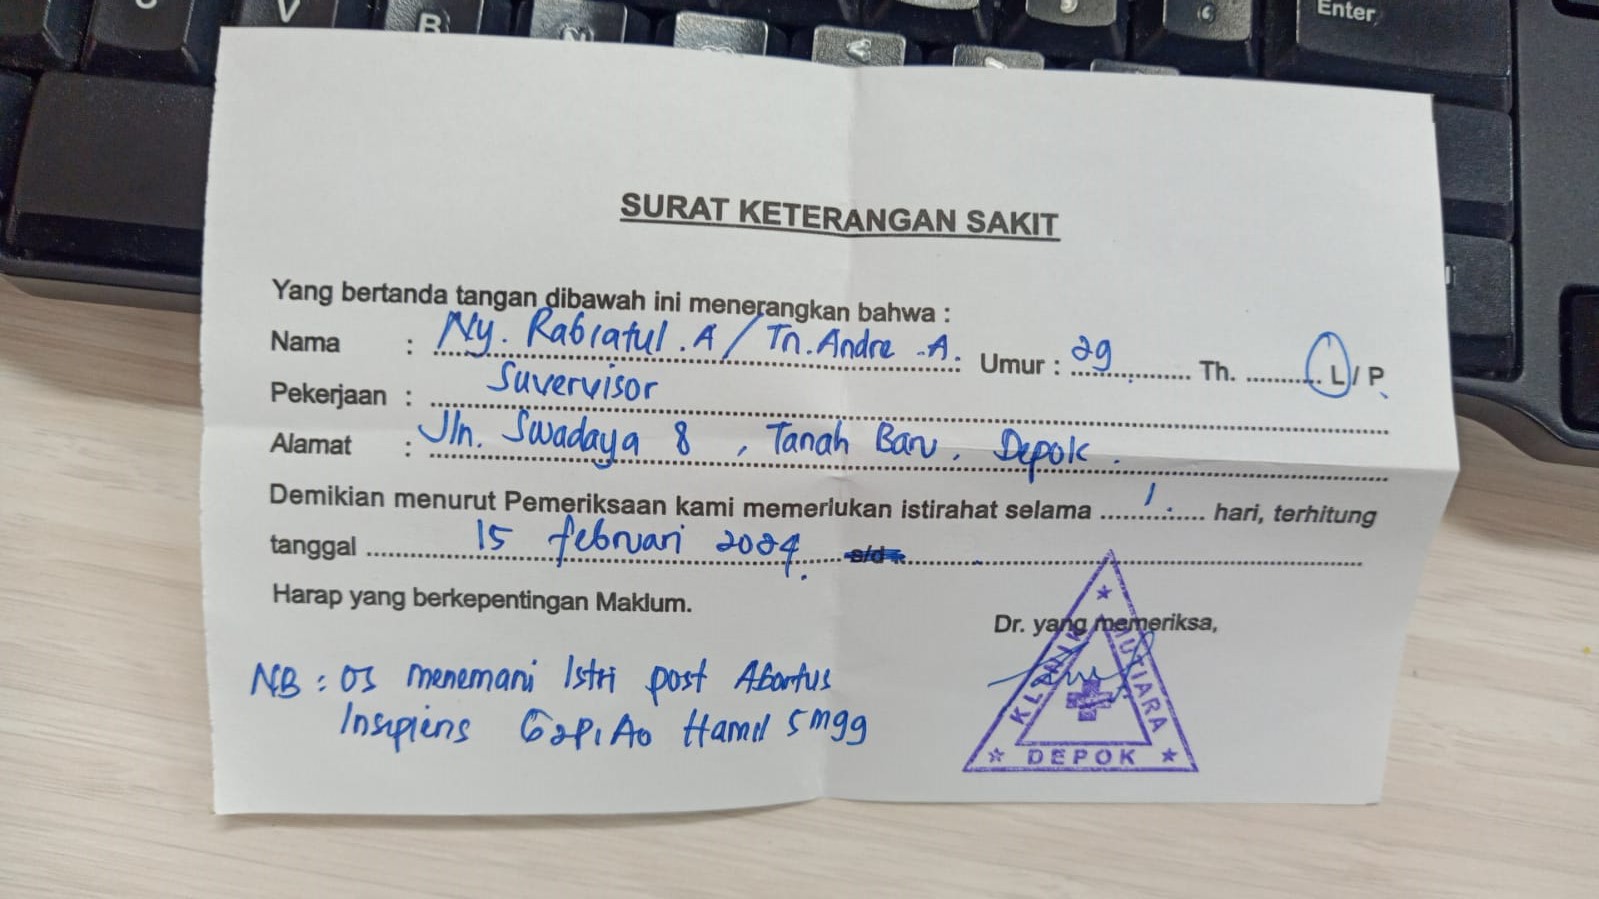 SURAT KETERANGAN SAKIT
Yang bertanda tangan dibawah ini menerangkan bahwa :
Nama : Ny. Rabiatul .A / Tn. Andre .A. Umur : 29 Th. L / P
Pekerjaan : Suvervisor
Alamat : Jln. Swadaya 8 , Tanah Baru, Depok.
Demikian menurut Pemeriksaan kami memerlukan istirahat selama 1 hari, terhitung
tanggal 15 februari 2024. s/d
Harap yang berkepentingan Maklum.
Dr. yang memeriksa,
NB : OS menemani Istri post Abortus
Insipiens G2P1A0 Hamil 5 mgg
KLINIK MUTIARA
DEPOK
V
B
N
Enter